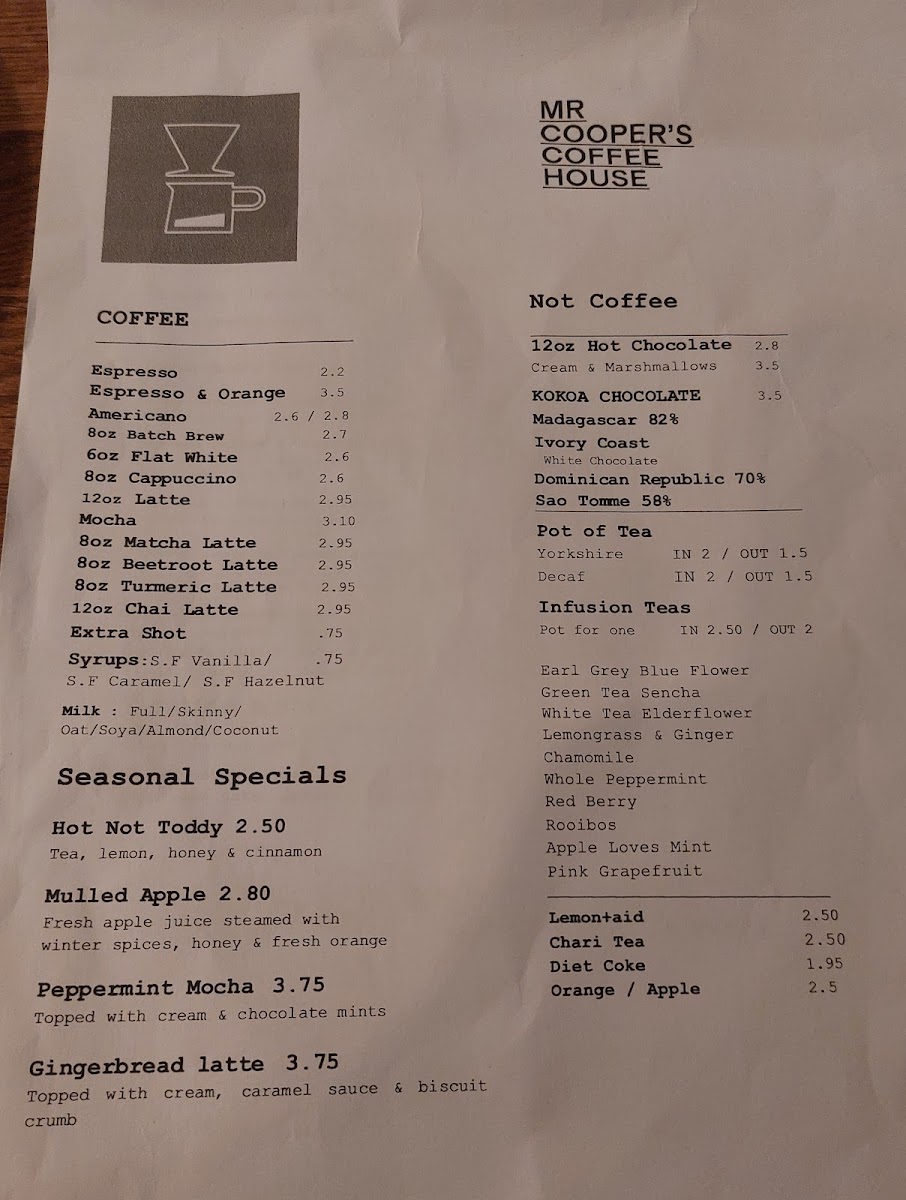 MR
COOPER'S
COFFEE
HOUSE
COFFEE
Espresso 2.2
Espresso & Orange 3.5
Americano 2.6 / 2.8
8oz Batch Brew 2.7
6oz Flat White 2.6
8oz Cappuccino 2.6
12oz Latte 2.95
Mocha 3.10
8oz Matcha Latte 2.95
8oz Beetroot Latte 2.95
8oz Turmeric Latte 2.95
12oz Chai Latte 2.95
Extra Shot .75
Syrups:S.F Vanilla/ .75
S.F Caramel/ S.F Hazelnut
Milk : Full/Skinny/
Oat/Soya/Almond/Coconut
Seasonal Specials
Hot Not Toddy 2.50
Tea, lemon, honey & cinnamon
Mulled Apple 2.80
Fresh apple juice steamed with
winter spices, honey & fresh orange
Peppermint Mocha 3.75
Topped with cream & chocolate mints
Gingerbread latte 3.75
Topped with cream, caramel sauce & biscuit
crumb
Not Coffee
12oz Hot Chocolate 2.8
Cream & Marshmallows 3.5
KOKOA CHOCOLATE 3.5
Madagascar 82%
Ivory Coast
White Chocolate
Dominican Republic 70%
Sao Tomme 58%
Pot of Tea
Yorkshire IN 2 / OUT 1.5
Decaf IN 2 / OUT 1.5
Infusion Teas
Pot for one IN 2.50 / OUT 2
Earl Grey Blue Flower
Green Tea Sencha
White Tea Elderflower
Lemongrass & Ginger
Chamomile
Whole Peppermint
Red Berry
Rooibos
Apple Loves Mint
Pink Grapefruit
Lemon+aid 2.50
Chari Tea 2.50
Diet Coke 1.95
Orange / Apple 2.5